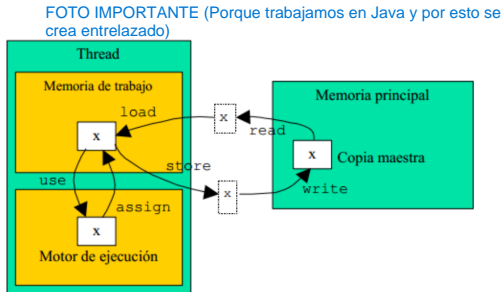 FOTO IMPORTANTE (Porque trabajamos en Java y por esto se
crea entrelazado)
Thread
Memoria de trabajo
Memoria principal
load
x
x
read
x
Copia maestra
store
x
write
use
assign
x
Motor de ejecución